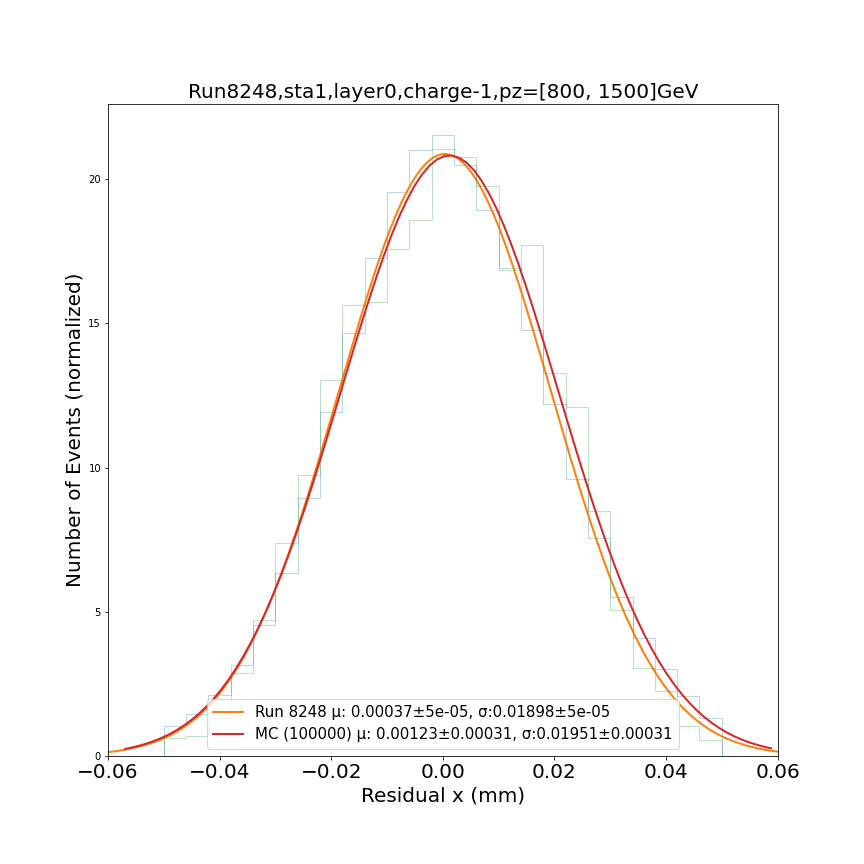 Run8248,sta1,layer0,charge-1,pz=[800, 1500]GeV
Number of Events (normalized)
20
15
10
5
0
Run 8248 μ: 0.00037±5e-05, σ:0.01898±5e-05
MC (100000) μ: 0.00123±0.00031, σ:0.01951±0.00031
−0.06 −0.04 −0.02 0.00 0.02 0.04 0.06
Residual x (mm)